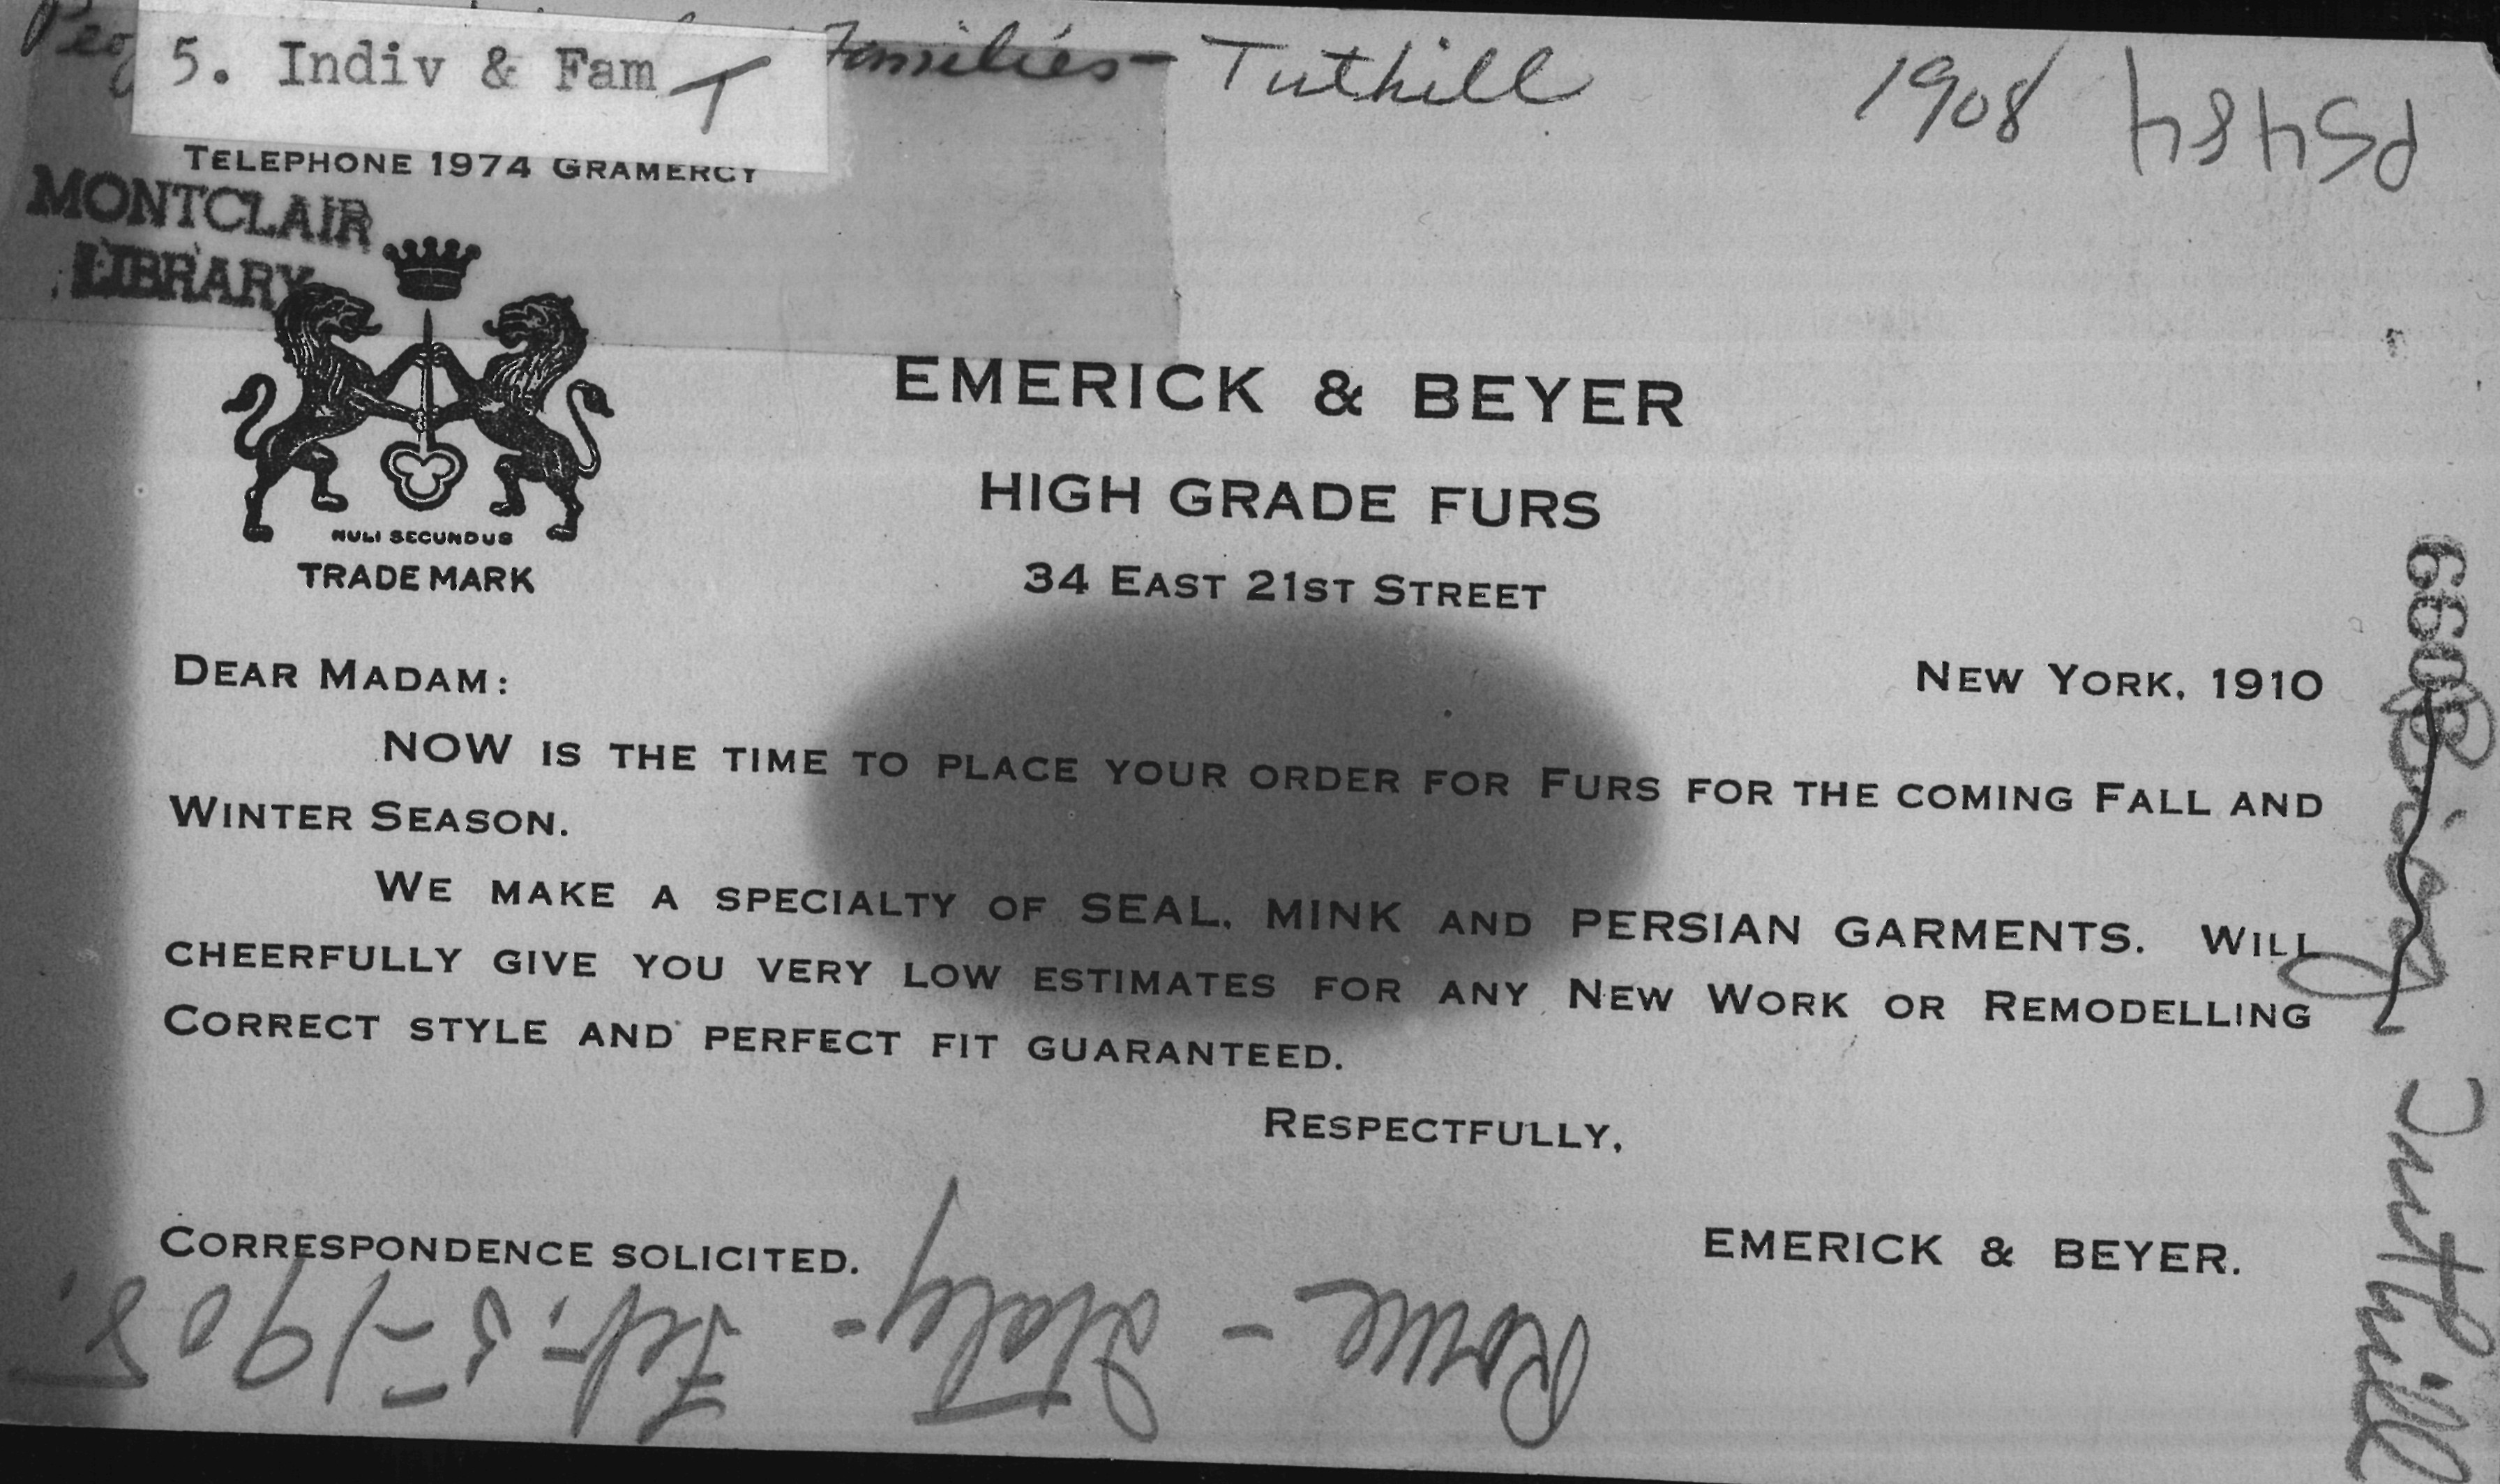 5. Indiv & Fam T Families - Tuthill 1908
P5484
TELEPHONE 1974 GRAMERCY
MONTCLAIR
LIBRARY
NULI SECUNDUS
TRADE MARK
EMERICK & BEYER
HIGH GRADE FURS
34 EAST 21ST STREET
NEW YORK, 1910
DEAR MADAM:
NOW IS THE TIME TO PLACE YOUR ORDER FOR FURS FOR THE COMING FALL AND
WINTER SEASON.
WE MAKE A SPECIALTY OF SEAL, MINK AND PERSIAN GARMENTS. WILL
CHEERFULLY GIVE YOU VERY LOW ESTIMATES FOR ANY NEW WORK OR REMODELLING
CORRECT STYLE AND PERFECT FIT GUARANTEED.
RESPECTFULLY,
CORRESPONDENCE SOLICITED.
EMERICK & BEYER.
Rome - Italy - Feb. 5 - 1908.
Tuthill